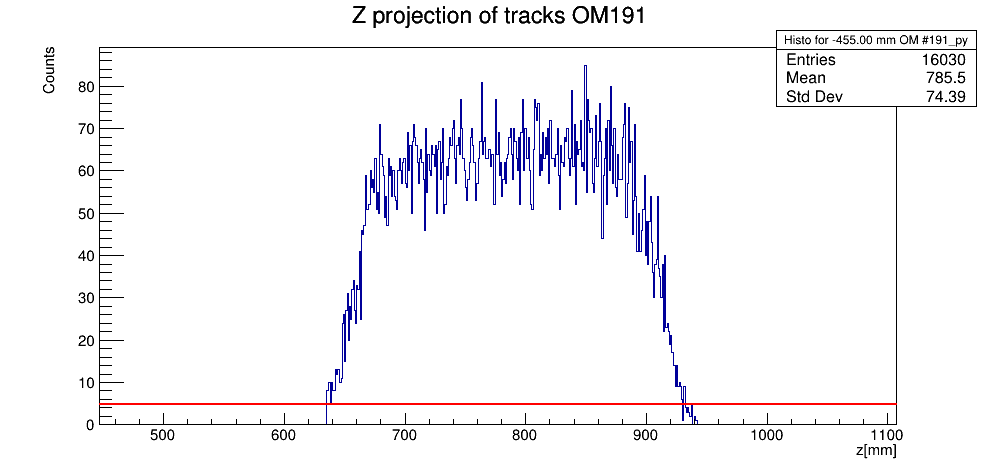 Z projection of tracks OM191
Histo for -455.00 mm OM #191_py
Entries 16030
Mean 785.5
Std Dev 74.39
Counts
80
70
60
50
40
30
20
10
0
500 600 700 800 900 1000 1100
z[mm]